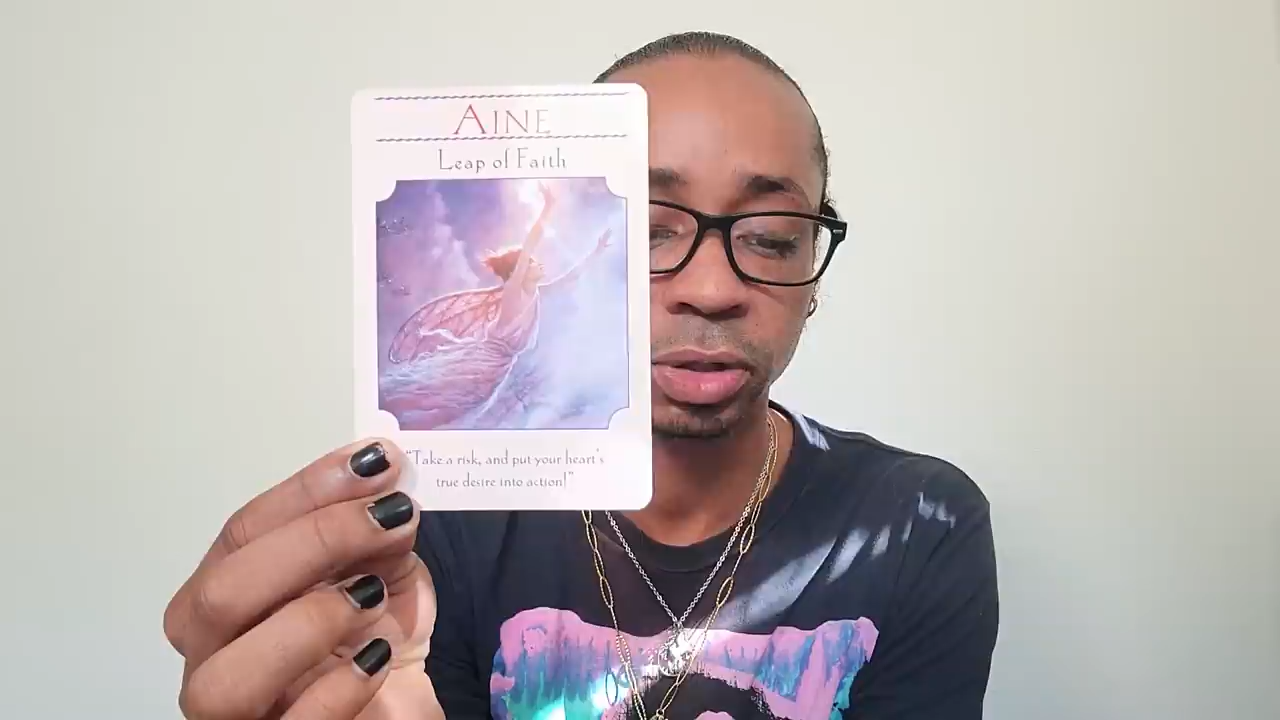 AINE
Leap of Faith
"Take a risk, and put your heart's
true desire into action!"